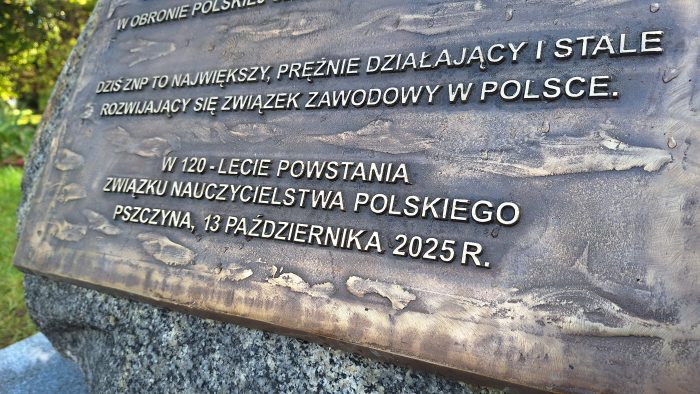 W OBRONIE POLSKIEJ
DZIŚ ZNP TO NAJWIĘKSZY, PRĘŻNIE DZIAŁAJĄCY I STALE
ROZWIJAJĄCY SIĘ ZWIĄZEK ZAWODOWY W POLSCE.
W 120 - LECIE POWSTANIA
ZWIĄZKU NAUCZYCIELSTWA POLSKIEGO
PSZCZYNA, 13 PAŹDZIERNIKA 2025 R.